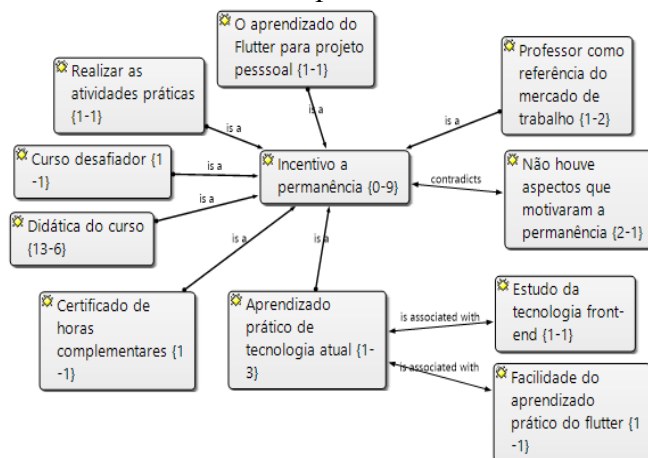 O aprendizado do
Flutter para projeto
pesssoal {1-1}
Realizar as
atividades práticas
{1-1}
Professor como
referência do
mercado de
trabalho {1-2}
is a
is a
is a
Curso desafiador {1
-1}
is a
Incentivo a
permanência {0-9}
contradicts
Não houve
aspectos que
motivaram a
permanência {2-1}
Didática do curso
{13-6}
is a
is a
is a
Certificado de
horas
complementares {1
-1}
Aprendizado
prático de
tecnologia atual {1-
3}
is associated with
Estudo da
tecnologia front-
end {1-1}
is associated with
Facilidade do
aprendizado
prático do flutter {1
-1}